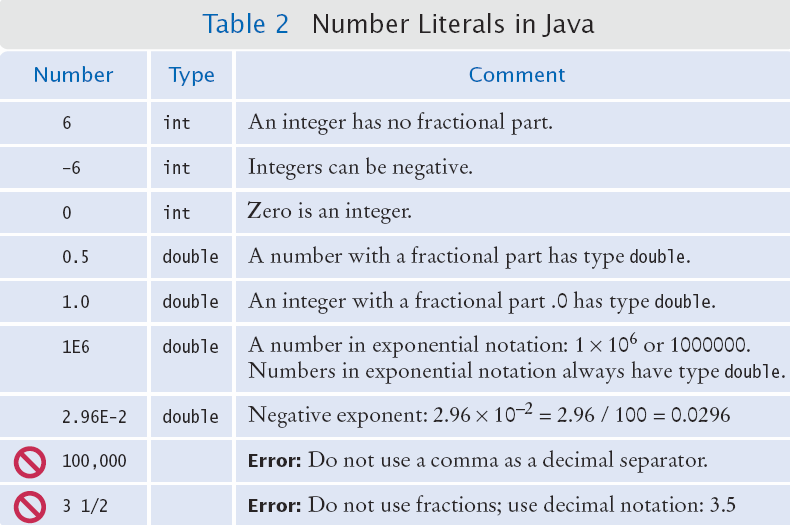 Table 2 Number Literals in Java
Number Type Comment
6 int An integer has no fractional part.
–6 int Integers can be negative.
0 int Zero is an integer.
0.5 double A number with a fractional part has type double.
1.0 double An integer with a fractional part .0 has type double.
1E6 double A number in exponential notation: 1 × 10⁶ or 1000000.
Numbers in exponential notation always have type double.
2.96E-2 double Negative exponent: 2.96 × 10⁻² = 2.96 / 100 = 0.0296
100,000 Error: Do not use a comma as a decimal separator.
3 1/2 Error: Do not use fractions; use decimal notation: 3.5